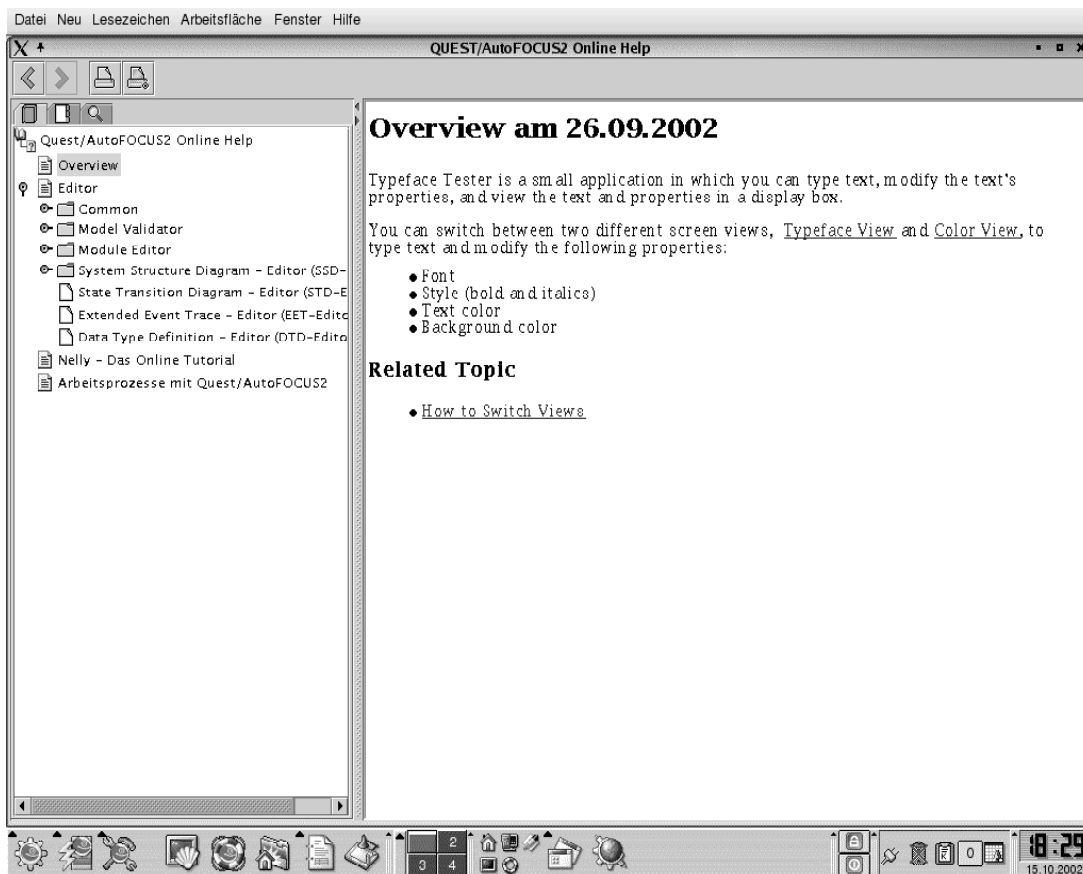 Datei Neu Lesezeichen Arbeitsfläche Fenster Hilfe
QUEST/AutoFOCUS2 Online Help
Quest/AutoFOCUS2 Online Help
Overview
Editor
Common
Model Validator
Module Editor
System Structure Diagram - Editor (SSD-
State Transition Diagram - Editor (STD-E
Extended Event Trace - Editor (EET-Edito
Data Type Definition - Editor (DTD-Edito
Nelly - Das Online Tutorial
Arbeitsprozesse mit Quest/AutoFOCUS2
Overview am 26.09.2002
Typeface Tester is a small application in which you can type text, modify the text's
properties, and view the text and properties in a display box.
You can switch between two different screen views, Typeface View and Color View, to
type text and modify the following properties:
Font
Style (bold and italics)
Text color
Background color
Related Topic
How to Switch Views
2
3 4
0
18:29
15.10.2002